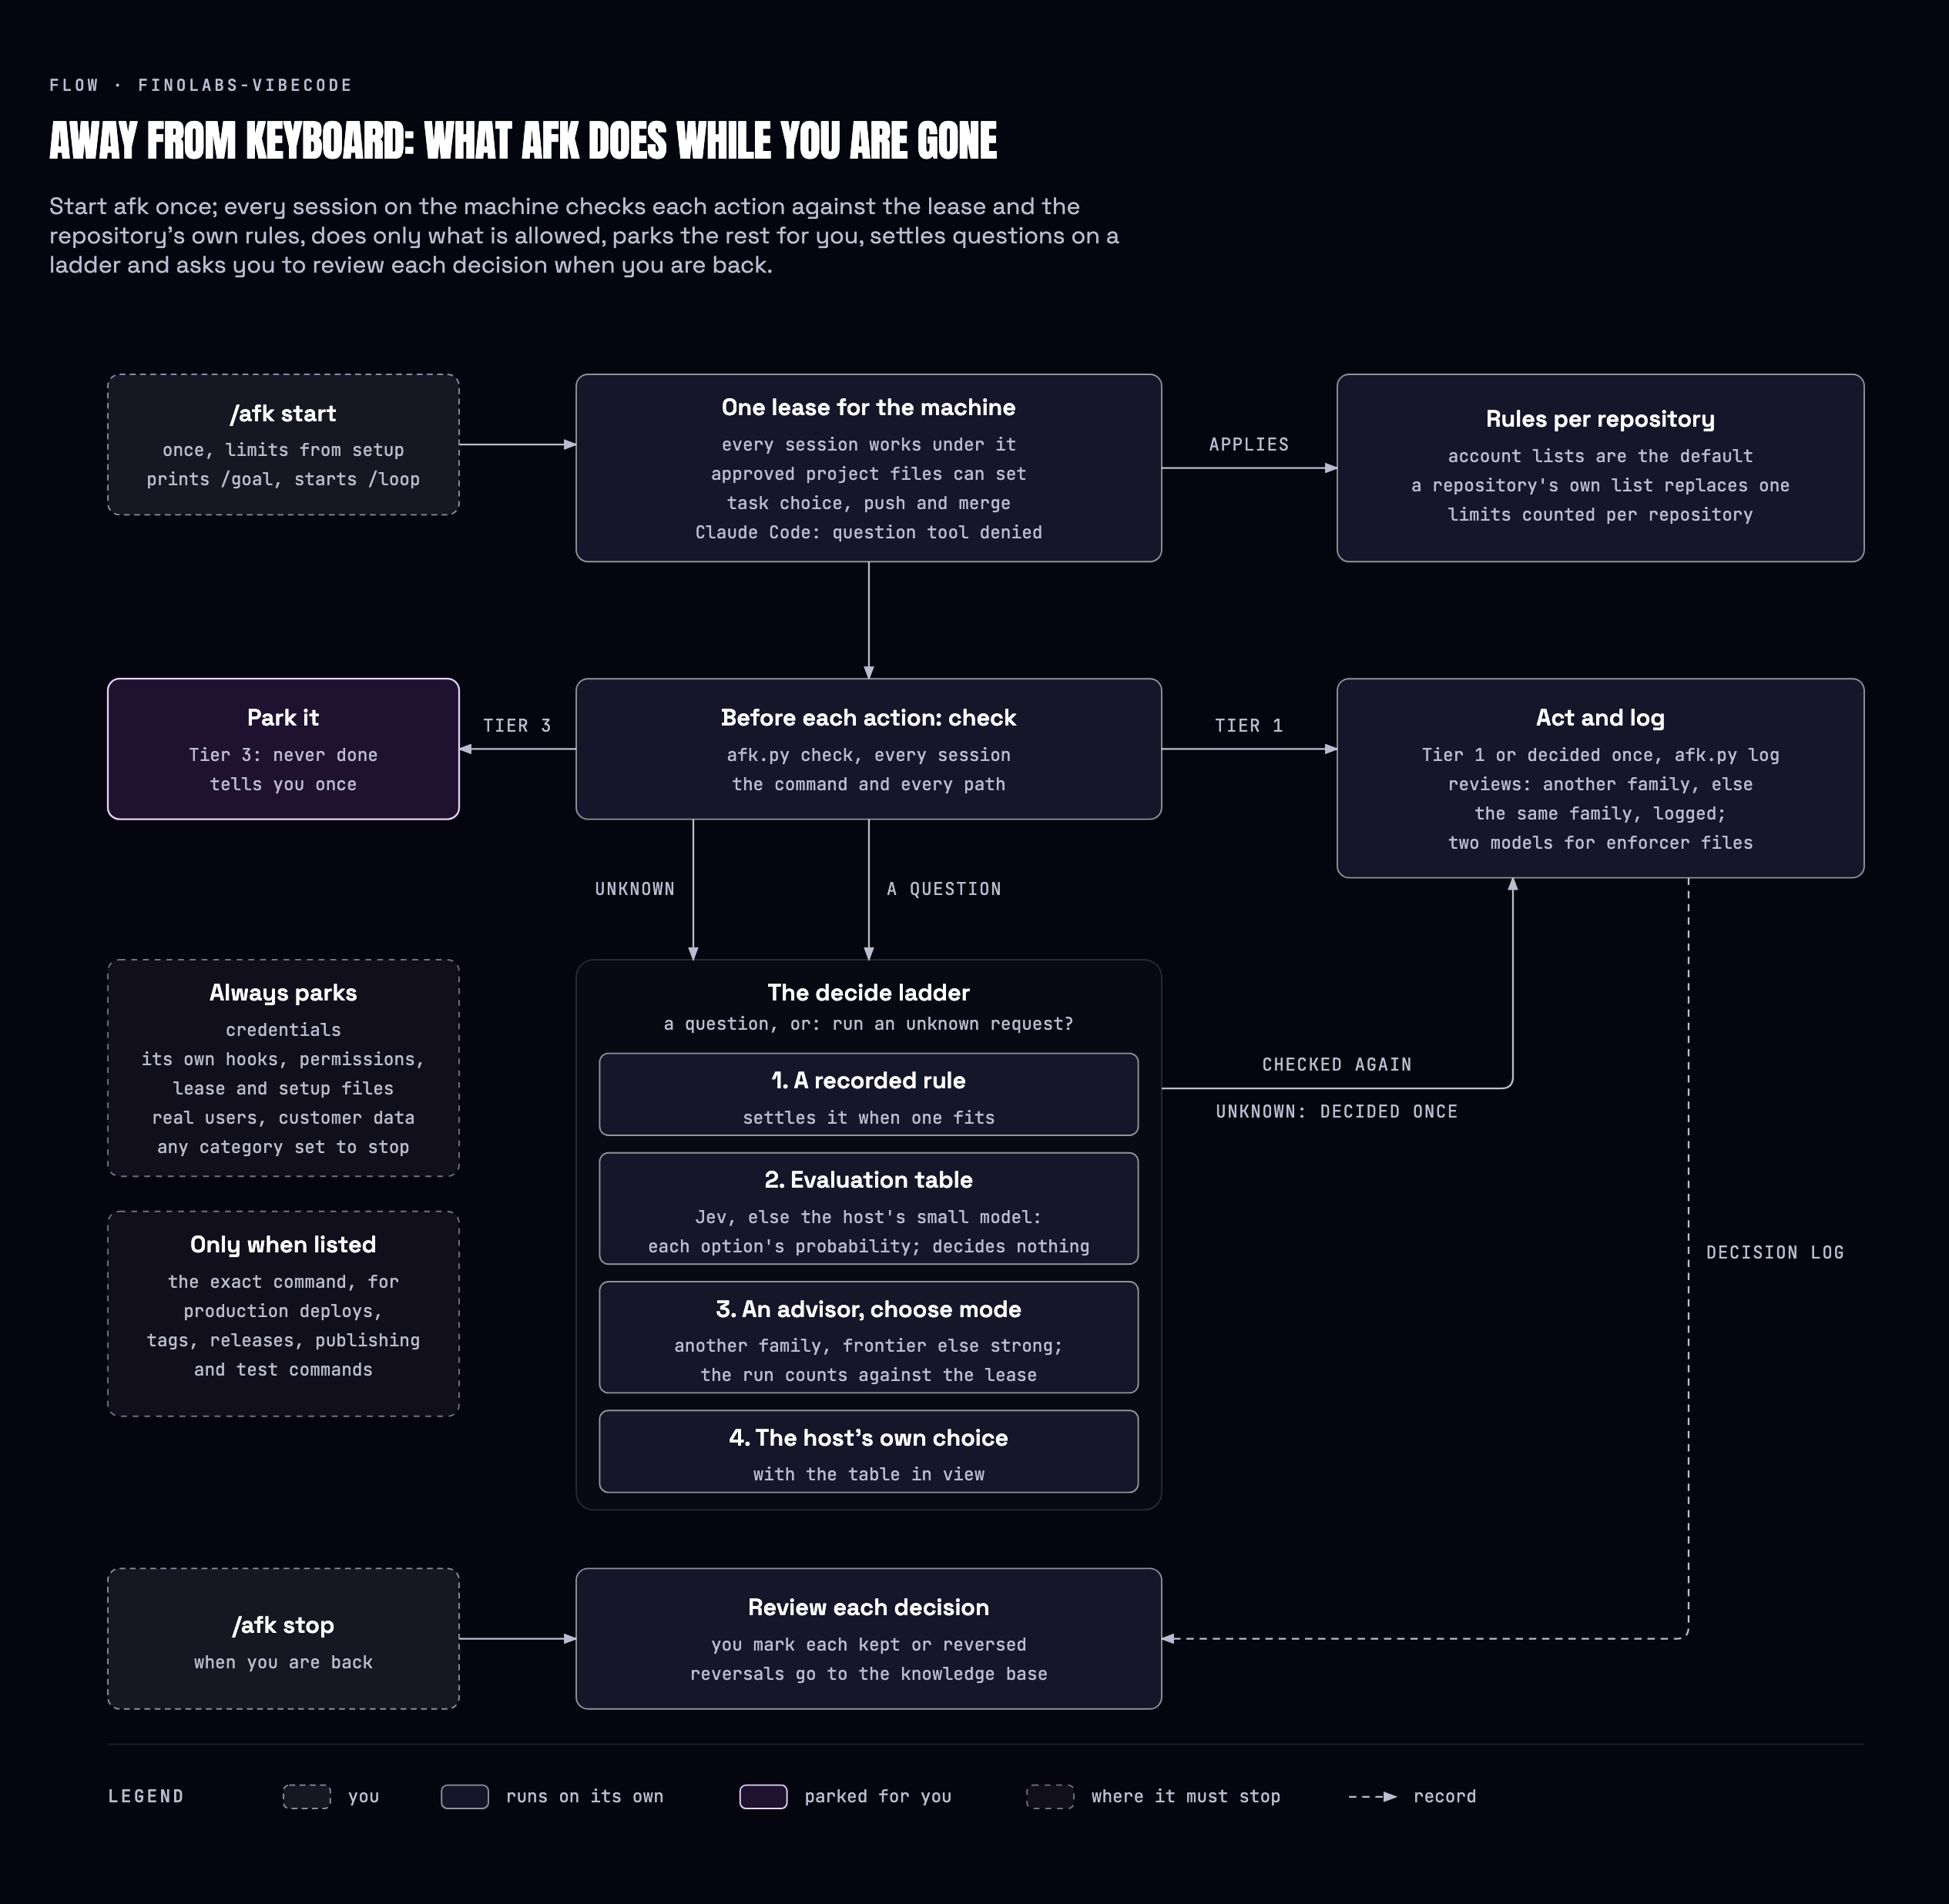 FLOW · FINOLABS-VIBECODE
AWAY FROM KEYBOARD: WHAT AFK DOES WHILE YOU ARE GONE
Start afk once; every session on the machine checks each action against the lease and the
repository’s own rules, does only what is allowed, parks the rest for you, settles questions on a
ladder and asks you to review each decision when you are back.
/afk start
once, limits from setup
prints /goal, starts /loop
One lease for the machine
every session works under it
approved project files can set
task choice, push and merge
Claude Code: question tool denied
APPLIES
Rules per repository
account lists are the default
a repository's own list replaces one
limits counted per repository
Park it
Tier 3: never done
tells you once
TIER 3
Before each action: check
afk.py check, every session
the command and every path
TIER 1
Act and log
Tier 1 or decided once, afk.py log
reviews: another family, else
the same family, logged;
two models for enforcer files
UNKNOWN
A QUESTION
Always parks
credentials
its own hooks, permissions,
lease and setup files
real users, customer data
any category set to stop
Only when listed
the exact command, for
production deploys,
tags, releases, publishing
and test commands
The decide ladder
a question, or: run an unknown request?
1. A recorded rule
settles it when one fits
2. Evaluation table
Jev, else the host's small model:
each option's probability; decides nothing
3. An advisor, choose mode
another family, frontier else strong;
the run counts against the lease
4. The host’s own choice
with the table in view
CHECKED AGAIN
UNKNOWN: DECIDED ONCE
DECISION LOG
/afk stop
when you are back
Review each decision
you mark each kept or reversed
reversals go to the knowledge base
LEGEND
you
runs on its own
parked for you
where it must stop
record